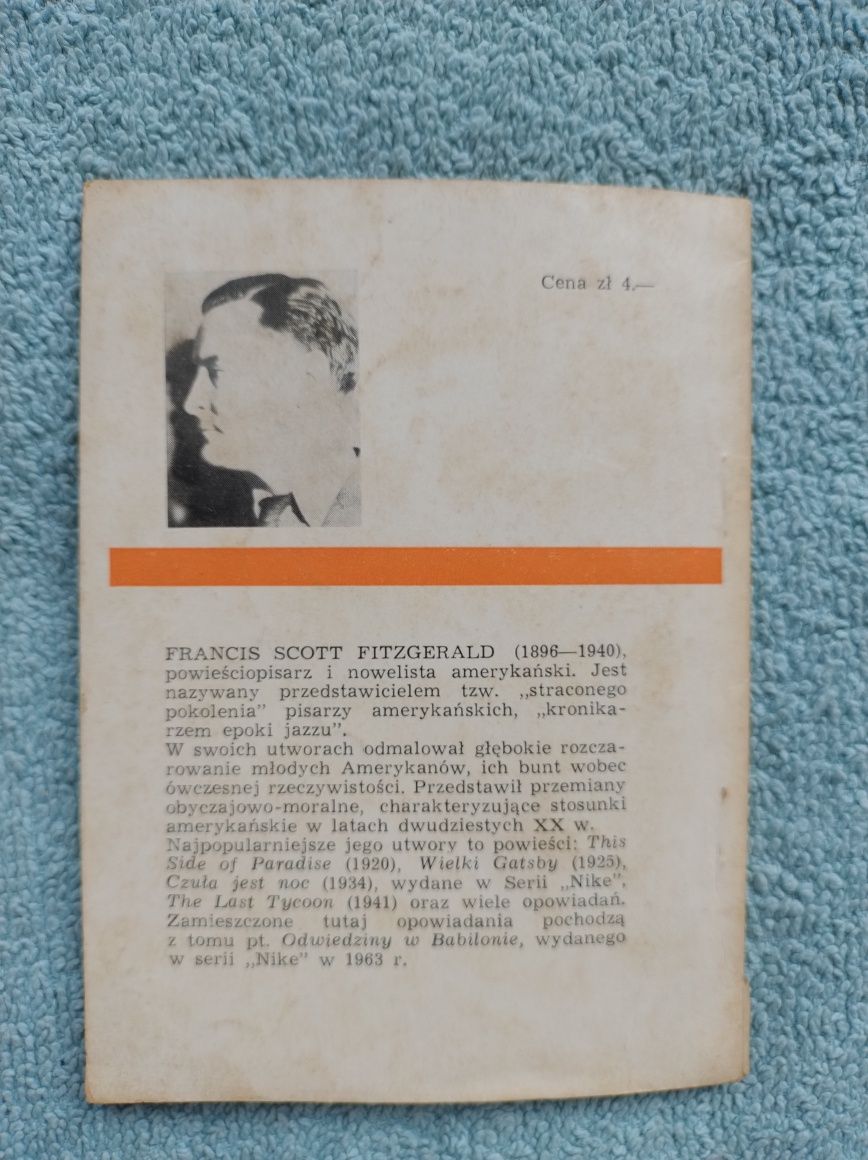 Cena zł 4.—
FRANCIS SCOTT FITZGERALD (1896—1940),
powieściopisarz i nowelista amerykański. Jest
nazywany przedstawicielem tzw. „straconego
pokolenia” pisarzy amerykańskich, „kronika-
rzem epoki jazzu”.
W swoich utworach odmalował głębokie rozcza-
rowanie młodych Amerykanów, ich bunt wobec
ówczesnej rzeczywistości. Przedstawił przemiany
obyczajowo-moralne, charakteryzujące stosunki
amerykańskie w latach dwudziestych XX w.
Najpopularniejsze jego utwory to powieści: This
Side of Paradise (1920), Wielki Gatsby (1925),
Czuła jest noc (1934), wydane w Serii „Nike”,
The Last Tycoon (1941) oraz wiele opowiadań.
Zamieszczone tutaj opowiadania pochodzą
z tomu pt. Odwiedziny w Babilonie, wydanego
w serii „Nike” w 1963 r.